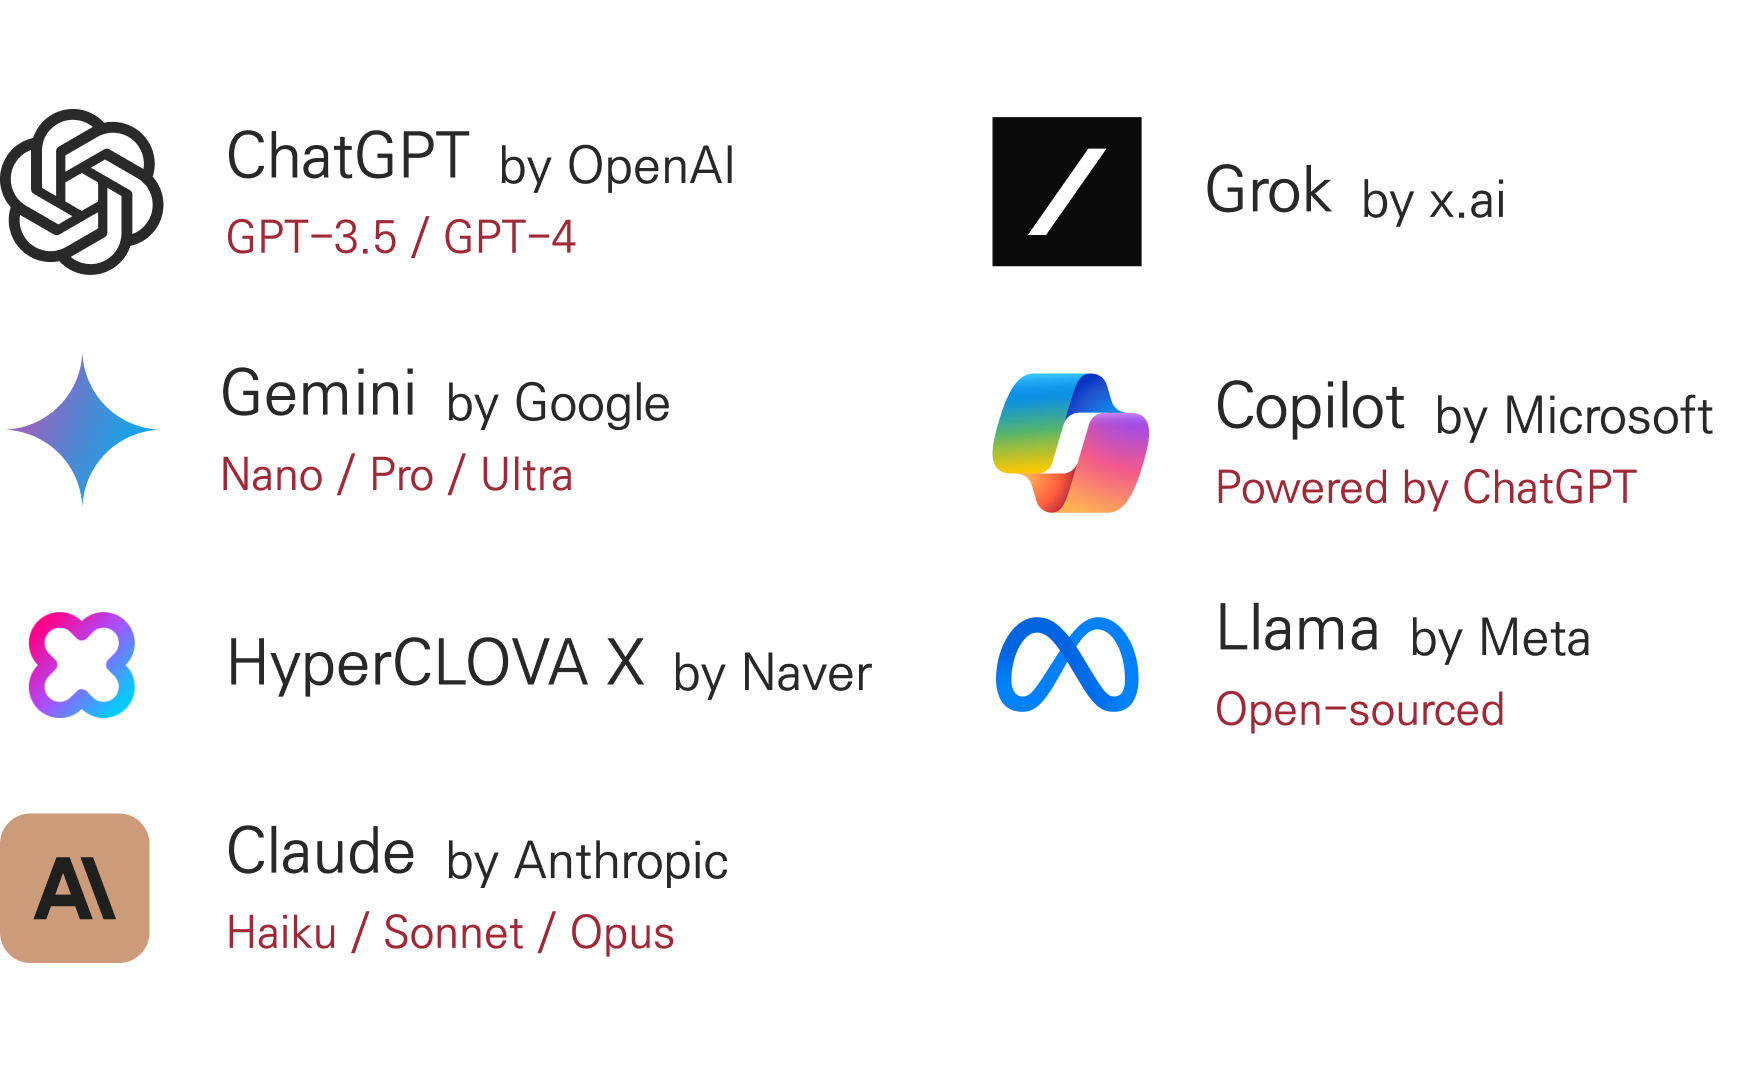 ChatGPT by OpenAI
GPT-3.5 / GPT-4
Gemini by Google
Nano / Pro / Ultra
HyperCLOVA X by Naver
AI
Claude by Anthropic
Haiku / Sonnet / Opus
Grok by x.ai
Copilot by Microsoft
Powered by ChatGPT
Llama by Meta
Open-sourced